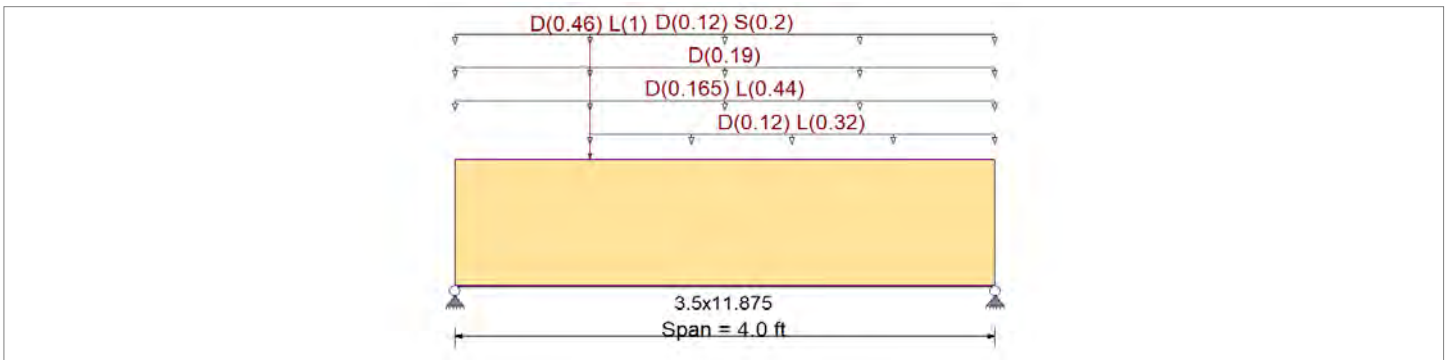 D(0.46) L(1) D(0.12) S(0.2)
D(0.19)
D(0.165) L(0.44)
D(0.12) L(0.32)
3.5x11.875
Span = 4.0 ft